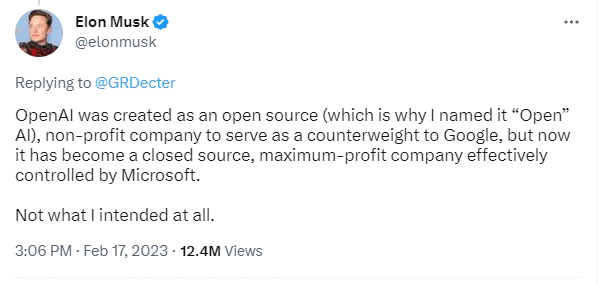 Elon Musk
@elonmusk
Replying to @GRDecter
OpenAI was created as an open source (which is why I named it “Open”
AI), non-profit company to serve as a counterweight to Google, but now
it has become a closed source, maximum-profit company effectively
controlled by Microsoft.
Not what I intended at all.
3:06 PM · Feb 17, 2023 · 12.4M Views